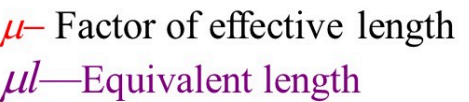 μ– Factor of effective length
μl—Equivalent length